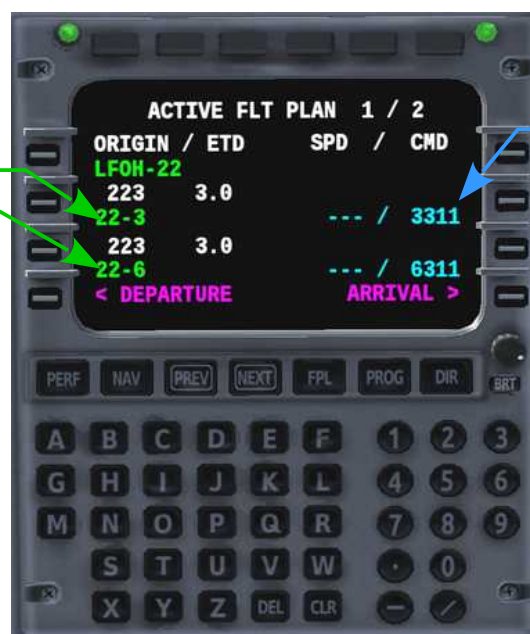 ACTIVE FLT PLAN 1 / 2
ORIGIN / ETD SPD / CMD
LFOH-22
223 3.0
22-3 --- / 3311
223 3.0
22-6 --- / 6311
< DEPARTURE ARRIVAL >
PERF NAV PREV NEXT FPL PROG DIR BRT
A B C D E F 1 2 3
G H I J K L 4 5 6
M N O P Q R 7 8 9
S T U V W · 0
X Y Z DEL CLR − /